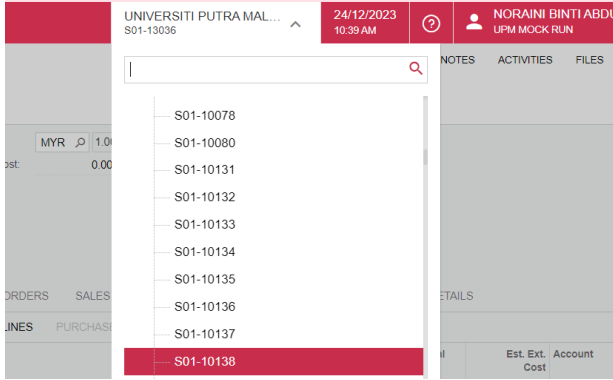 UNIVERSITI PUTRA MAL...
S01-13036
24/12/2023
10:39 AM
NORAINI BINTI ABDU
UPM MOCK RUN
NOTES ACTIVITIES FILES
S01-10078
S01-10080
MYR 1.00
ost: 0.00
S01-10131
S01-10132
S01-10133
S01-10134
S01-10135
ORDERS SALES ETAILS
S01-10136
LINES PURCHASE
S01-10137
S01-10138
Est. Ext. Account
Cost